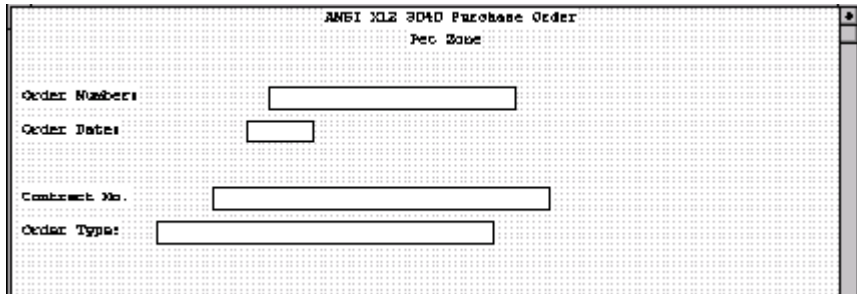 ANSI X12 3040 Purchase Order
Pet Zone
Order Number:
Order Date:
Contract No.
Order Type: